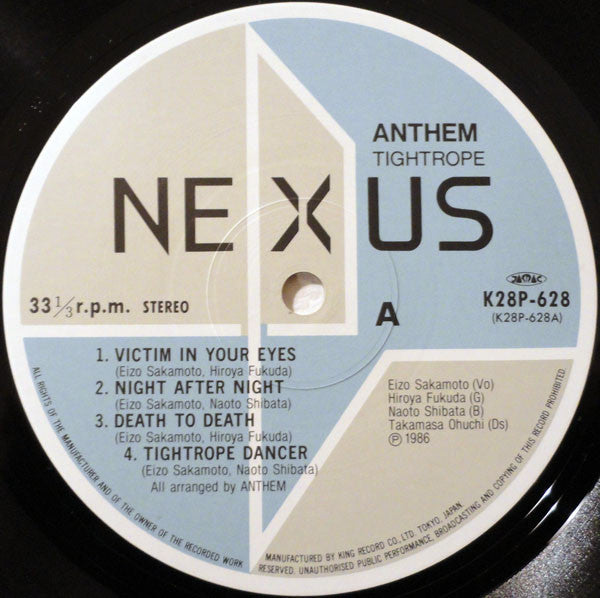 ANTHEM
TIGHTROPE
NEXUS
33 1/3 r.p.m. STEREO
JASRAC
K28P-628
(K28P-628A)
A
1. VICTIM IN YOUR EYES
(Eizo Sakamoto, Hiroya Fukuda)
2. NIGHT AFTER NIGHT
(Eizo Sakamoto, Naoto Shibata)
3. DEATH TO DEATH
(Eizo Sakamoto, Hiroya Fukuda)
4. TIGHTROPE DANCER
(Eizo Sakamoto, Naoto Shibata)
All arranged by ANTHEM
Eizo Sakamoto (Vo)
Hiroya Fukuda (G)
Naoto Shibata (B)
Takamasa Ohuchi (Ds)
Ⓟ 1986
ALL RIGHTS OF THE MANUFACTURER AND OF THE OWNER OF THE RECORDED WORK
RESERVED. UNAUTHORISED PUBLIC PERFORMANCE, BROADCASTING AND COPYING OF THIS RECORD PROHIBITED.
MANUFACTURED BY KING RECORD CO., LTD. TOKYO, JAPAN.